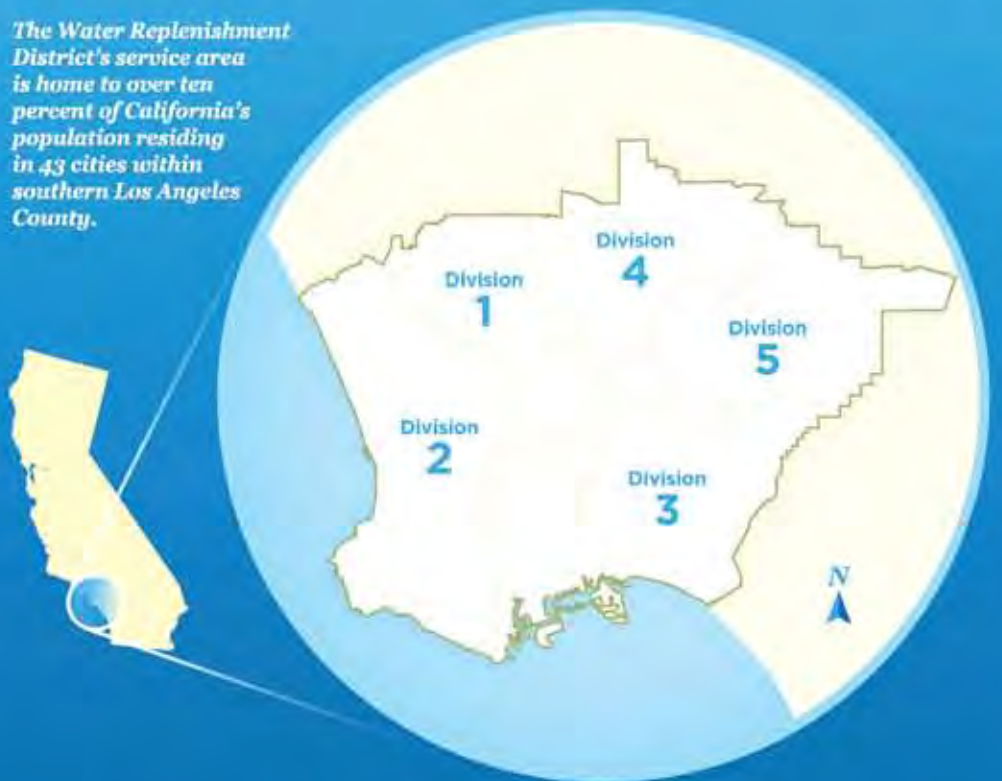 The Water Replenishment
District's service area
is home to over ten
percent of California's
population residing
in 43 cities within
southern Los Angeles
County.
Division
4
Division
1
Division
5
Division
2
Division
3
N